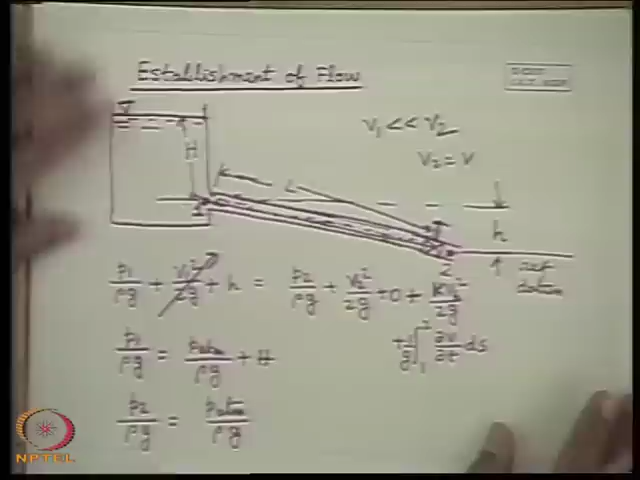 Establishment of Flow
V₁ << V₂
V₂ = V
H
L
h
1
2
ref
datum
p₁/ρg + V₁²/2g + h = p₂/ρg + V₂²/2g + 0 + KV₂²/2g
+ 1/g ∫₁² ∂V/∂t ds
p₁/ρg = p_atm/ρg + H
p₂/ρg = p_atm/ρg
NPTEL